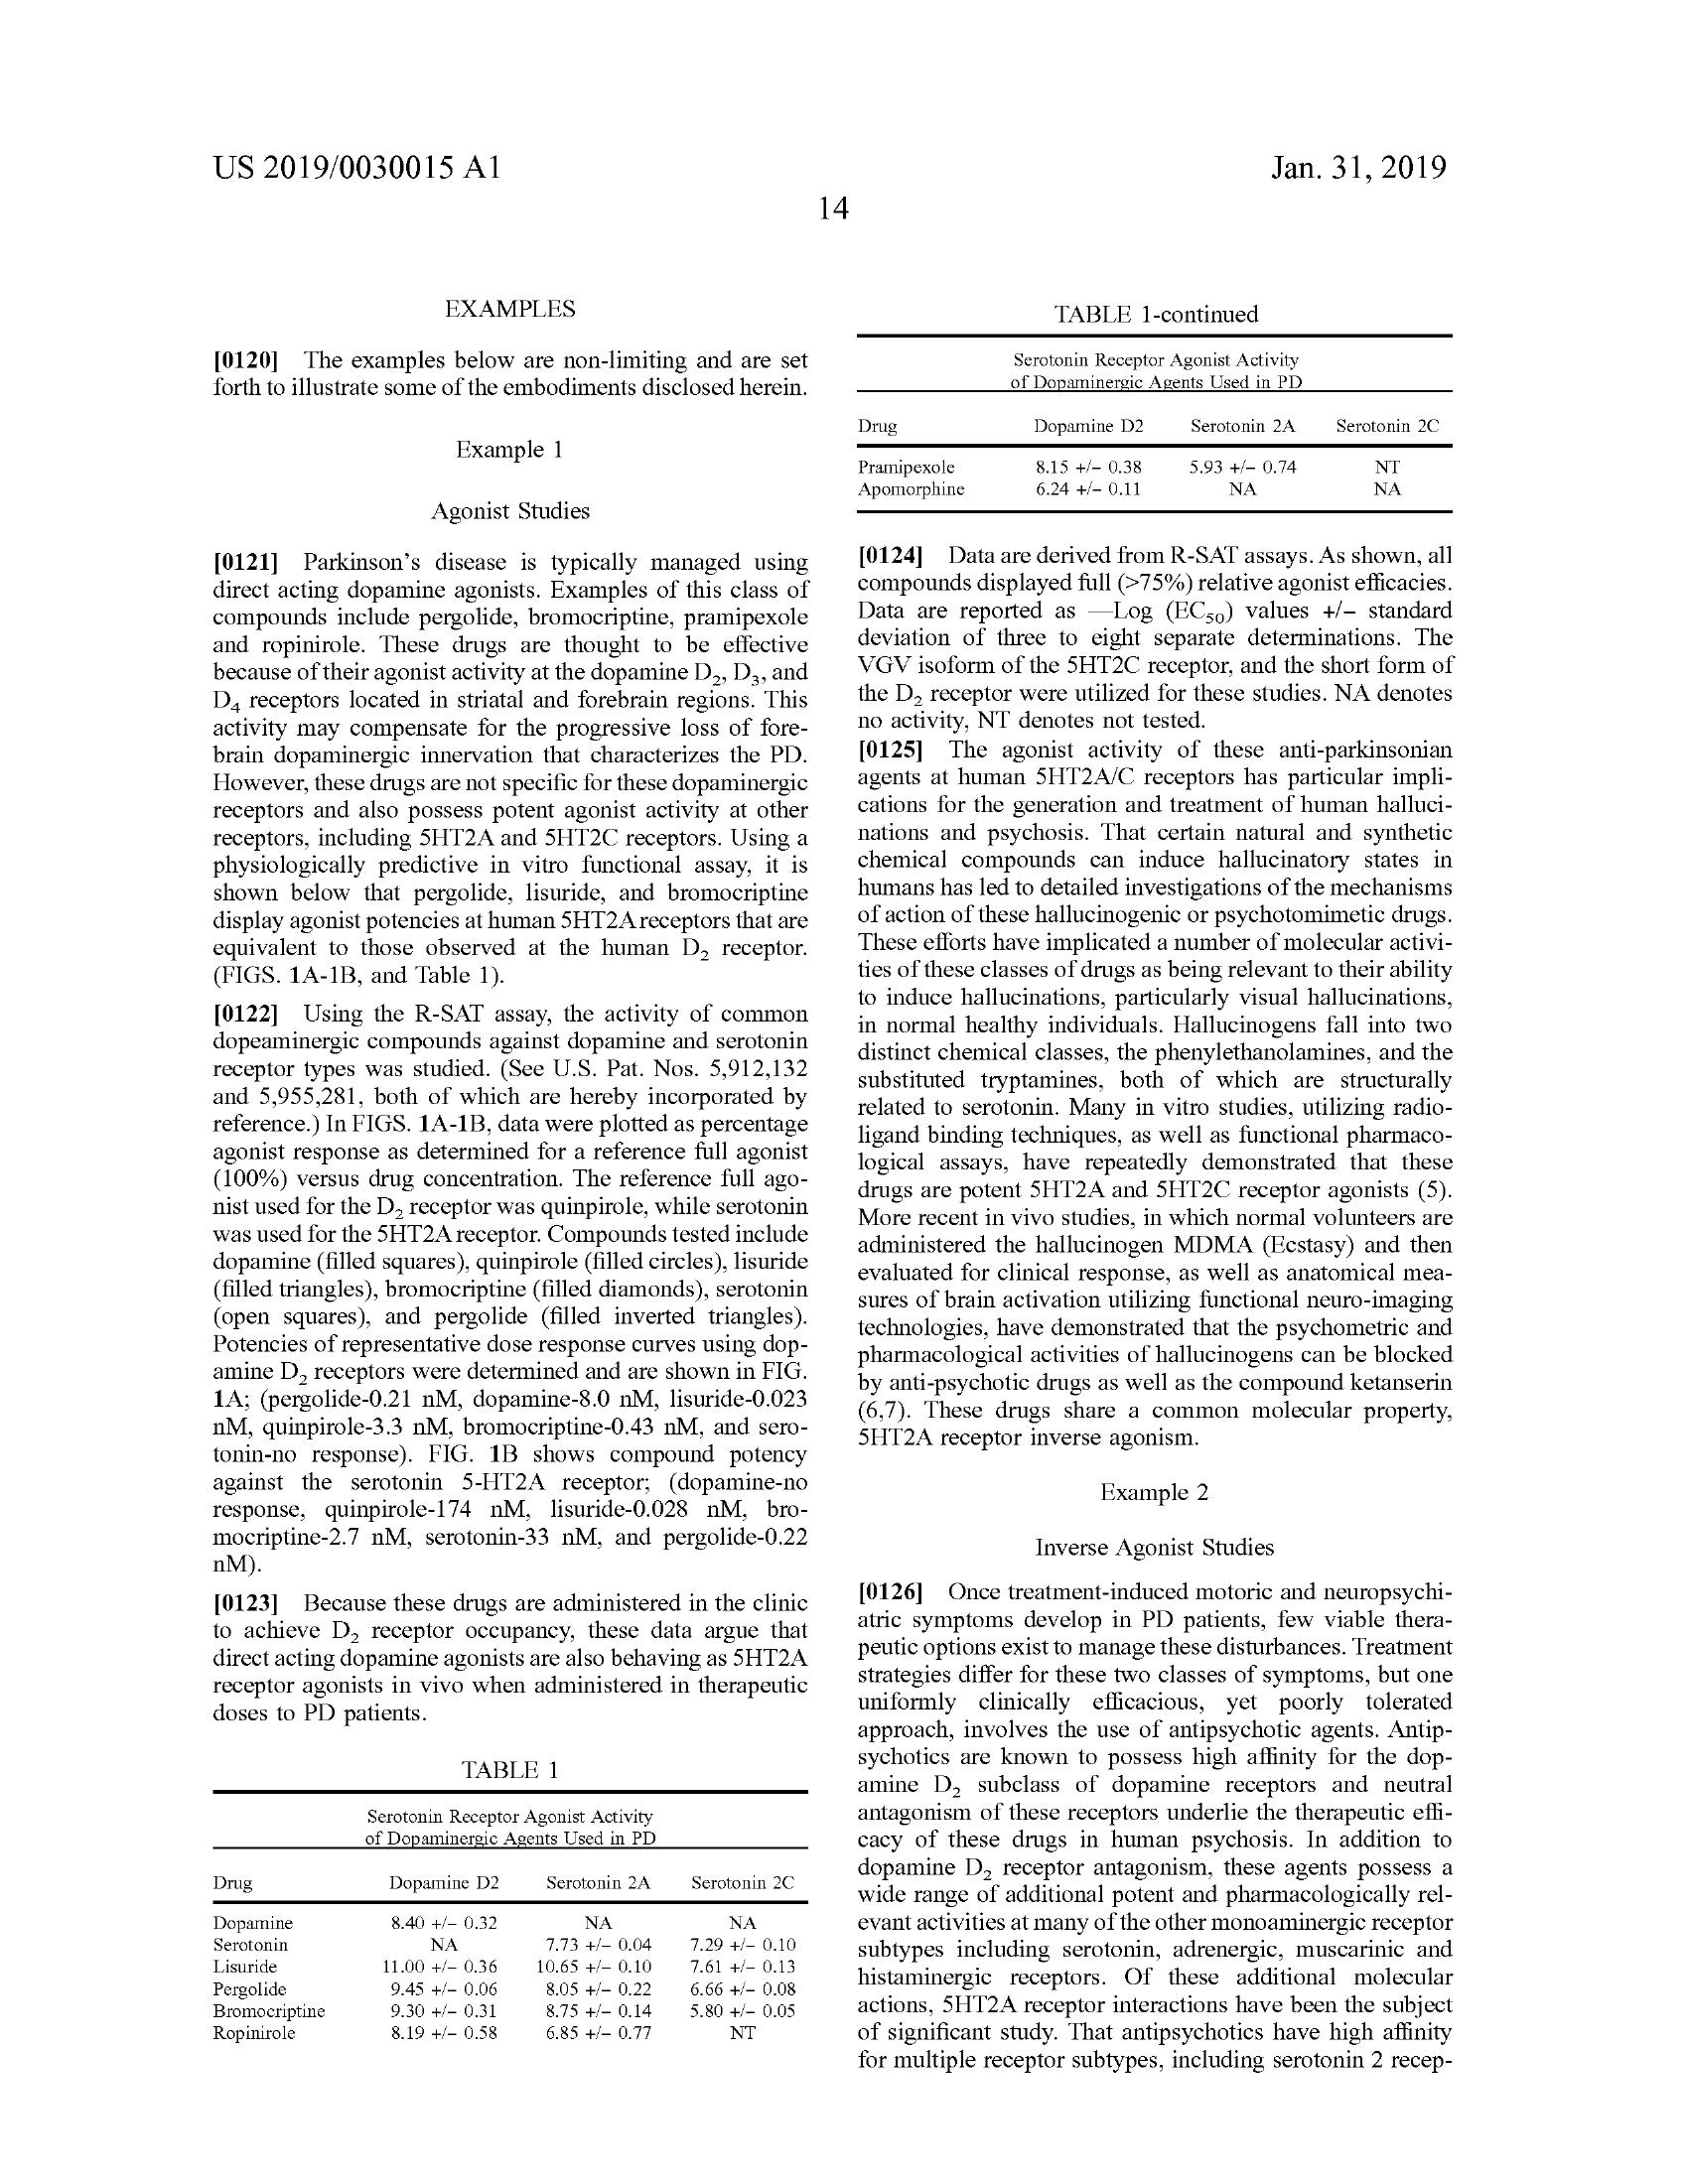 US 2019/0030015 A1
Jan. 31, 2019
14
EXAMPLES
[0120] The examples below are non-limiting and are set
forth to illustrate some of the embodiments disclosed herein.
Example 1
Agonist Studies
[0121] Parkinson’s disease is typically managed using
direct acting dopamine agonists. Examples of this class of
compounds include pergolide, bromocriptine, pramipexole
and ropinirole. These drugs are thought to be effective
because of their agonist activity at the dopamine D2, D3, and
D4 receptors located in striatal and forebrain regions. This
activity may compensate for the progressive loss of fore-
brain dopaminergic innervation that characterizes the PD.
However, these drugs are not specific for these dopaminergic
receptors and also possess potent agonist activity at other
receptors, including 5HT2A and 5HT2C receptors. Using a
physiologically predictive in vitro functional assay, it is
shown below that pergolide, lisuride, and bromocriptine
display agonist potencies at human 5HT2A receptors that are
equivalent to those observed at the human D2 receptor.
(FIGS. 1A-1B, and Table 1).
[0122] Using the R-SAT assay, the activity of common
dopeaminergic compounds against dopamine and serotonin
receptor types was studied. (See U.S. Pat. Nos. 5,912,132
and 5,955,281, both of which are hereby incorporated by
reference.) In FIGS. 1A-1B, data were plotted as percentage
agonist response as determined for a reference full agonist
(100%) versus drug concentration. The reference full ago-
nist used for the D2 receptor was quinpirole, while serotonin
was used for the 5HT2A receptor. Compounds tested include
dopamine (filled squares), quinpirole (filled circles), lisuride
(filled triangles), bromocriptine (filled diamonds), serotonin
(open squares), and pergolide (filled inverted triangles).
Potencies of representative dose response curves using dop-
amine D2 receptors were determined and are shown in FIG.
1A; (pergolide-0.21 nM, dopamine-8.0 nM, lisuride-0.023
nM, quinpirole-3.3 nM, bromocriptine-0.43 nM, and sero-
tonin-no response). FIG. 1B shows compound potency
against the serotonin 5-HT2A receptor; (dopamine-no
response, quinpirole-174 nM, lisuride-0.028 nM, bro-
mocriptine-2.7 nM, serotonin-33 nM, and pergolide-0.22
nM).
[0123] Because these drugs are administered in the clinic
to achieve D2 receptor occupancy, these data argue that
direct acting dopamine agonists are also behaving as 5HT2A
receptor agonists in vivo when administered in therapeutic
doses to PD patients.
TABLE 1
Serotonin Receptor Agonist Activity
of Dopaminergic Agents Used in PD
Drug Dopamine D2 Serotonin 2A Serotonin 2C
Dopamine 8.40 +/– 0.32 NA NA
Serotonin NA 7.73 +/– 0.04 7.29 +/– 0.10
Lisuride 11.00 +/– 0.36 10.65 +/– 0.10 7.61 +/– 0.13
Pergolide 9.45 +/– 0.06 8.05 +/– 0.22 6.66 +/– 0.08
Bromocriptine 9.30 +/– 0.31 8.75 +/– 0.14 5.80 +/– 0.05
Ropinirole 8.19 +/– 0.58 6.85 +/– 0.77 NT
TABLE 1-continued
Serotonin Receptor Agonist Activity
of Dopaminergic Agents Used in PD
Drug Dopamine D2 Serotonin 2A Serotonin 2C
Pramipexole 8.15 +/– 0.38 5.93 +/– 0.74 NT
Apomorphine 6.24 +/– 0.11 NA NA
[0124] Data are derived from R-SAT assays. As shown, all
compounds displayed full (>75%) relative agonist efficacies.
Data are reported as —Log (EC50) values +/– standard
deviation of three to eight separate determinations. The
VGV isoform of the 5HT2C receptor, and the short form of
the D2 receptor were utilized for these studies. NA denotes
no activity, NT denotes not tested.
[0125] The agonist activity of these anti-parkinsonian
agents at human 5HT2A/C receptors has particular impli-
cations for the generation and treatment of human halluci-
nations and psychosis. That certain natural and synthetic
chemical compounds can induce hallucinatory states in
humans has led to detailed investigations of the mechanisms
of action of these hallucinogenic or psychotomimetic drugs.
These efforts have implicated a number of molecular activi-
ties of these classes of drugs as being relevant to their ability
to induce hallucinations, particularly visual hallucinations,
in normal healthy individuals. Hallucinogens fall into two
distinct chemical classes, the phenylethanolamines, and the
substituted tryptamines, both of which are structurally
related to serotonin. Many in vitro studies, utilizing radio-
ligand binding techniques, as well as functional pharmaco-
logical assays, have repeatedly demonstrated that these
drugs are potent 5HT2A and 5HT2C receptor agonists (5).
More recent in vivo studies, in which normal volunteers are
administered the hallucinogen MDMA (Ecstasy) and then
evaluated for clinical response, as well as anatomical mea-
sures of brain activation utilizing functional neuro-imaging
technologies, have demonstrated that the psychometric and
pharmacological activities of hallucinogens can be blocked
by anti-psychotic drugs as well as the compound ketanserin
(6,7). These drugs share a common molecular property,
5HT2A receptor inverse agonism.
Example 2
Inverse Agonist Studies
[0126] Once treatment-induced motoric and neuropsychi-
atric symptoms develop in PD patients, few viable thera-
peutic options exist to manage these disturbances. Treatment
strategies differ for these two classes of symptoms, but one
uniformly clinically efficacious, yet poorly tolerated
approach, involves the use of antipsychotic agents. Antip-
sychotics are known to possess high affinity for the dop-
amine D2 subclass of dopamine receptors and neutral
antagonism of these receptors underlie the therapeutic effi-
cacy of these drugs in human psychosis. In addition to
dopamine D2 receptor antagonism, these agents possess a
wide range of additional potent and pharmacologically rel-
evant activities at many of the other monoaminergic receptor
subtypes including serotonin, adrenergic, muscarinic and
histaminergic receptors. Of these additional molecular
actions, 5HT2A receptor interactions have been the subject
of significant study. That antipsychotics have high affinity
for multiple receptor subtypes, including serotonin 2 recep-